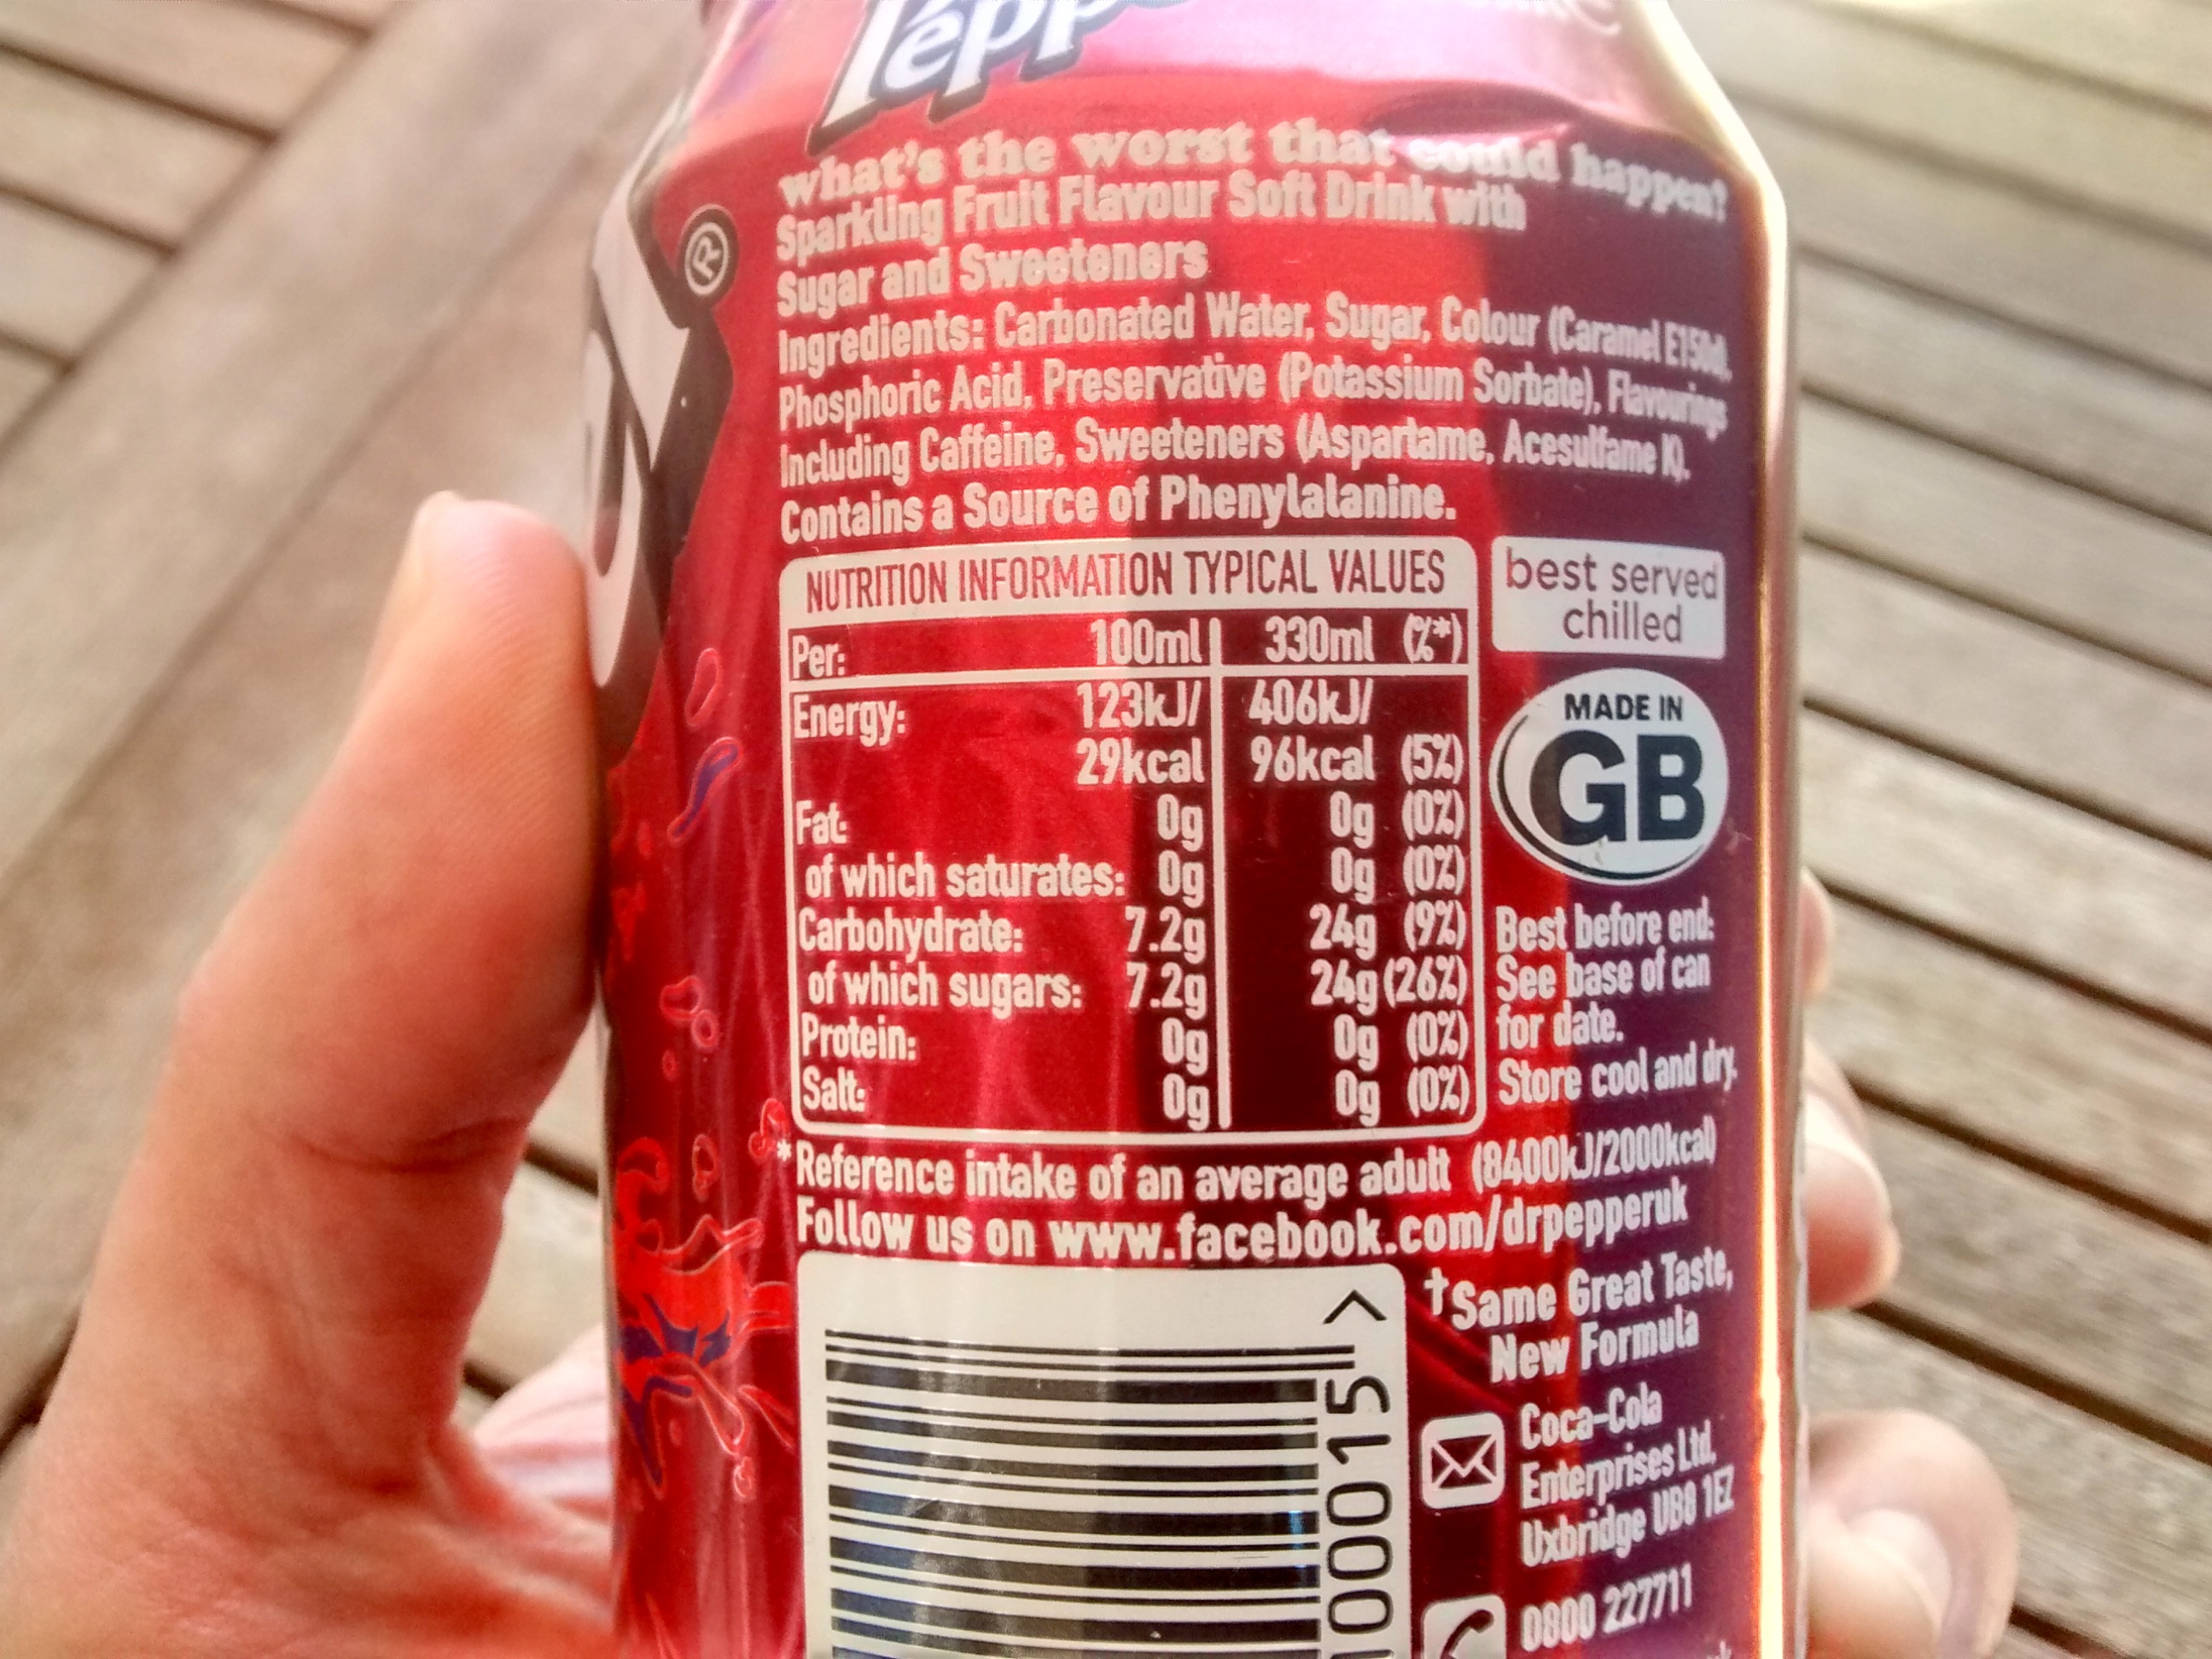 Pepp
what's the worst that could happen?
Sparkling Fruit Flavour Soft Drink with
Sugar and Sweeteners
Ingredients: Carbonated Water, Sugar, Colour (Caramel E150d),
Phosphoric Acid, Preservative (Potassium Sorbate), Flavourings
Including Caffeine, Sweeteners (Aspartame, Acesulfame K).
Contains a Source of Phenylalanine.
NUTRITION INFORMATION TYPICAL VALUES
Per: 100ml 330ml (%*)
Energy: 123kJ/ 406kJ/
29kcal 96kcal (5%)
Fat: 0g 0g (0%)
of which saturates: 0g 0g (0%)
Carbohydrate: 7.2g 24g (9%)
of which sugars: 7.2g 24g (26%)
Protein: 0g 0g (0%)
Salt: 0g 0g (0%)
*Reference intake of an average adult (8400kJ/2000kcal)
Follow us on www.facebook.com/drpepperuk
best served
chilled
MADE IN
GB
Best before end:
See base of can
for date.
Store cool and dry.
†Same Great Taste,
New Formula
Coca-Cola
Enterprises Ltd,
Uxbridge UB8 1EZ
0800 227711
00015 >
®